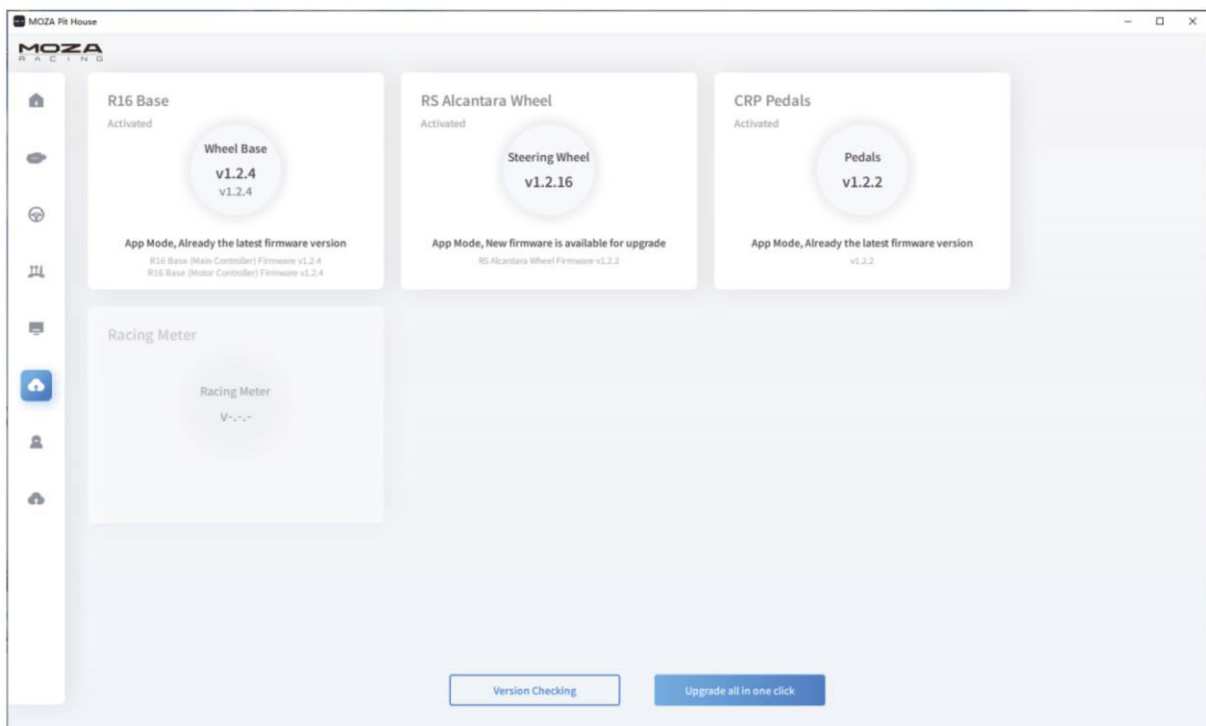 MOZA Pit House
MOZA
RACING
R16 Base
Activated
Wheel Base
v1.2.4
v1.2.4
App Mode, Already the latest firmware version
R16 Base (Main Controller) Firmware v1.2.4
R16 Base (Motor Controller) Firmware v1.2.4
RS Alcantara Wheel
Activated
Steering Wheel
v1.2.16
App Mode, New firmware is available for upgrade
RS Alcantara Wheel Firmware v1.2.2
CRP Pedals
Activated
Pedals
v1.2.2
App Mode, Already the latest firmware version
v1.2.2
Racing Meter
Racing Meter
v-.-.-
Version Checking
Upgrade all in one click